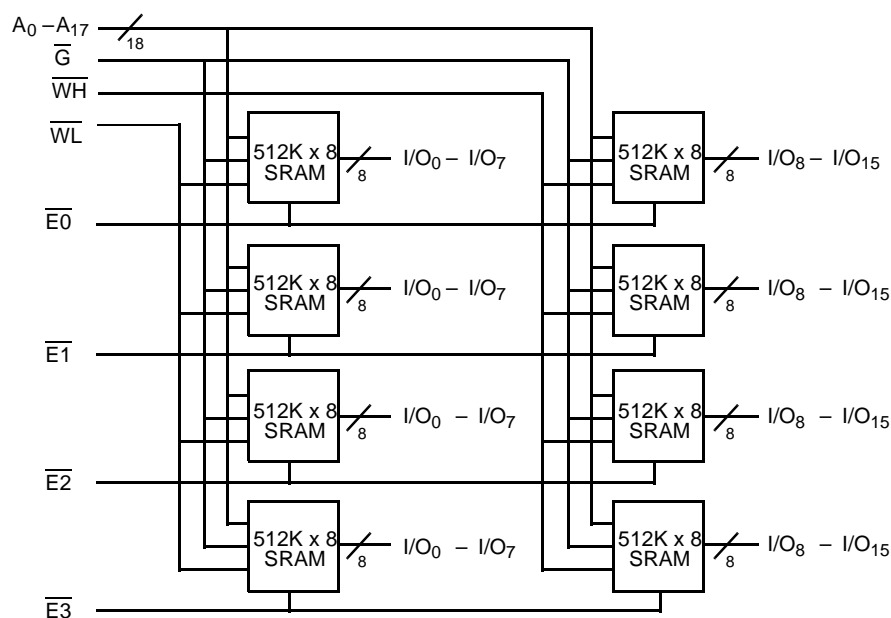 A0 – A17
18
G
WH
WL
512K x 8
SRAM
8
I/O0 – I/O7
512K x 8
SRAM
8
I/O8 – I/O15
E0
512K x 8
SRAM
8
I/O0 – I/O7
512K x 8
SRAM
8
I/O8 – I/O15
E1
512K x 8
SRAM
8
I/O0 – I/O7
512K x 8
SRAM
8
I/O8 – I/O15
E2
512K x 8
SRAM
8
I/O0 – I/O7
512K x 8
SRAM
8
I/O8 – I/O15
E3